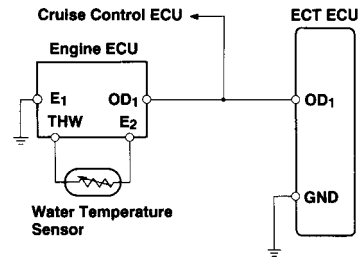 Cruise Control ECU
ECT ECU
Engine ECU
E1 OD1
OD1
THW E2
GND
Water Temperature
Sensor